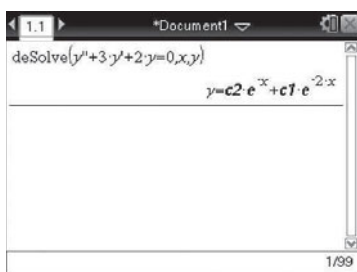 1.1 *Document1
deSolve(y''+3·y'+2·y=0,x,y)
y=c2·e^-x+c1·e^-2·x
1/99